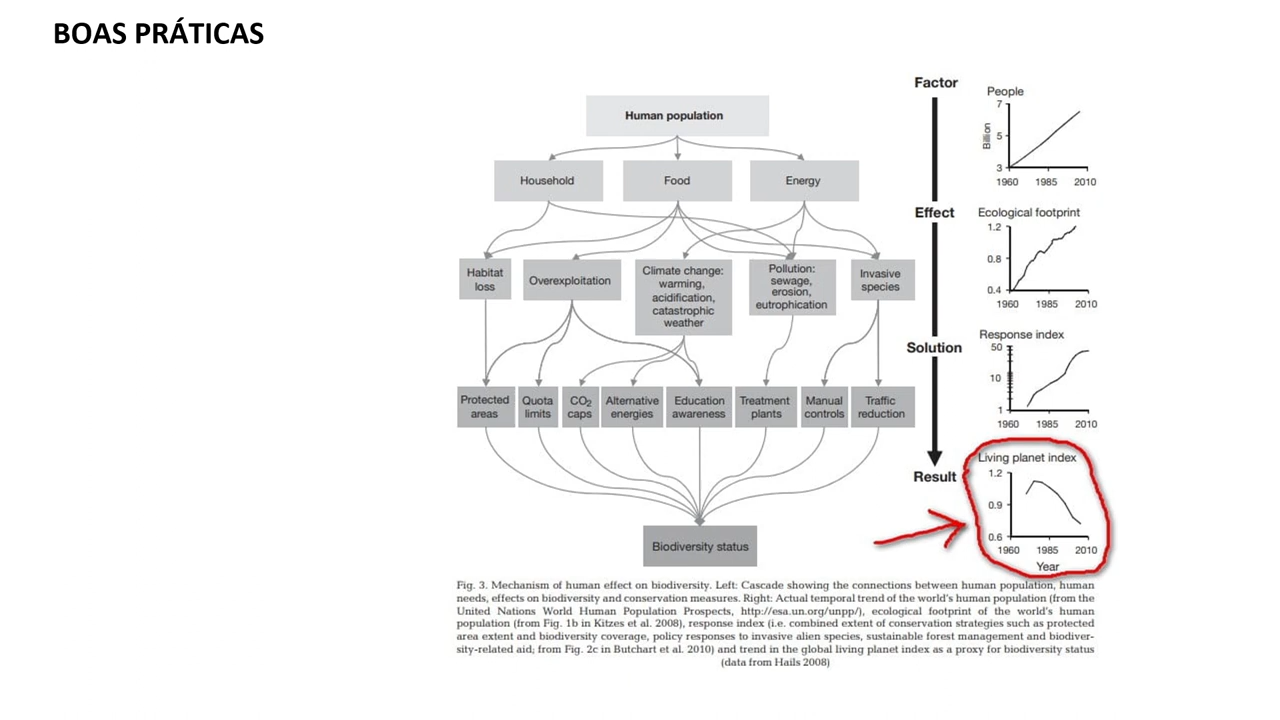 BOAS PRÁTICAS
Human population
Household
Food
Energy
Habitat
loss
Overexploitation
Climate change:
warming,
acidification,
catastrophic
weather
Pollution:
sewage,
erosion,
eutrophication
Invasive
species
Protected
areas
Quota
limits
CO2
caps
Alternative
energies
Education
awareness
Treatment
plants
Manual
controls
Traffic
reduction
Biodiversity status
Factor
Effect
Solution
Result
People
Billion
7
5
3
1960 1985 2010
Ecological footprint
1.2
0.8
0.4
1960 1985 2010
Response index
50
10
1
1960 1985 2010
Living planet index
1.2
0.9
0.6
1960 1985 2010
Year
Fig. 3. Mechanism of human effect on biodiversity. Left: Cascade showing the connections between human population, human
needs, effects on biodiversity and conservation measures. Right: Actual temporal trend of the world's human population (from the
United Nations World Human Population Prospects, http://esa.un.org/unpp/), ecological footprint of the world's human
population (from Fig. 1b in Kitzes et al. 2008), response index (i.e. combined extent of conservation strategies such as protected
area extent and biodiversity coverage, policy responses to invasive alien species, sustainable forest management and biodiver-
sity-related aid; from Fig. 2c in Butchart et al. 2010) and trend in the global living planet index as a proxy for biodiversity status
(data from Hails 2008)